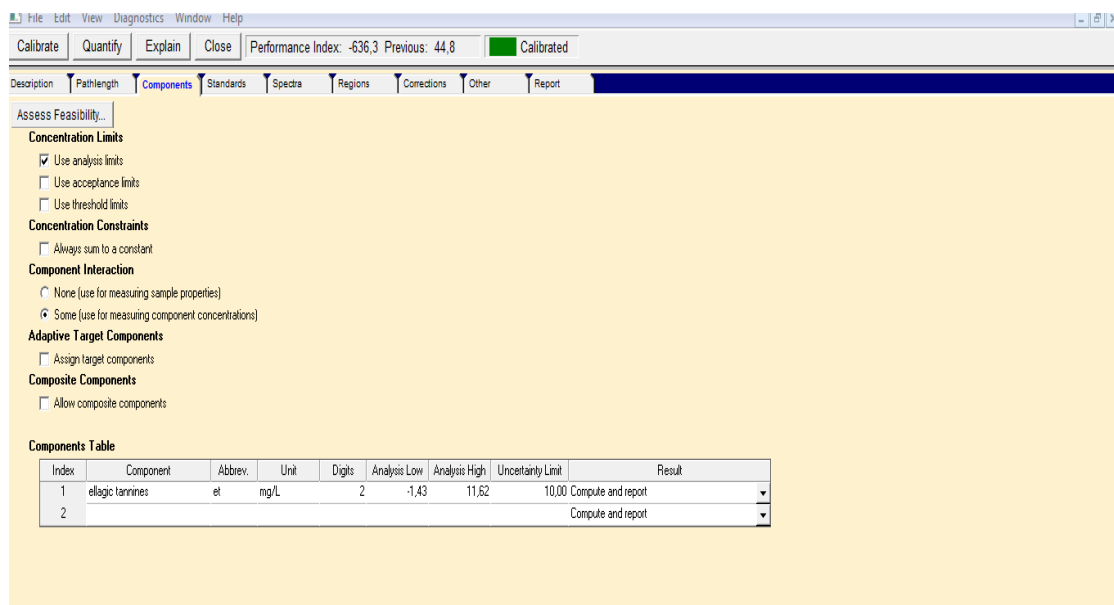 File Edit View Diagnostics Window Help
Calibrate Quantify Explain Close Performance Index: -636,3 Previous: 44,8 Calibrated
Description Pathlength Components Standards Spectra Regions Corrections Other Report
Assess Feasibility...
Concentration Limits
Use analysis limits
Use acceptance limits
Use threshold limits
Concentration Constraints
Always sum to a constant
Component Interaction
None (use for measuring sample properties)
Some (use for measuring component concentrations)
Adaptive Target Components
Assign target components
Composite Components
Allow composite components
Components Table
Index Component Abbrev. Unit Digits Analysis Low Analysis High Uncertainty Limit Result
1 ellagic tannines et mg/L 2 -1,43 11,62 10,00 Compute and report
2 Compute and report